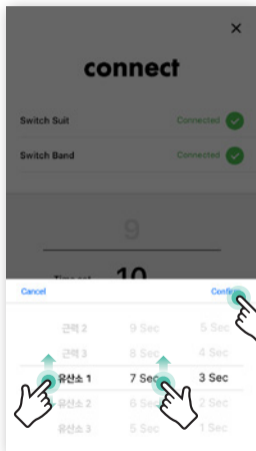 ×
connect
Switch Suit Connected
Switch Band Connected
9
Time set 10
Cancel Confirm
근력 2 9 Sec 5 Sec
근력 3 8 Sec 4 Sec
유산소 1 7 Sec 3 Sec
유산소 2 6 Sec 2 Sec
유산소 3 5 Sec 1 Sec